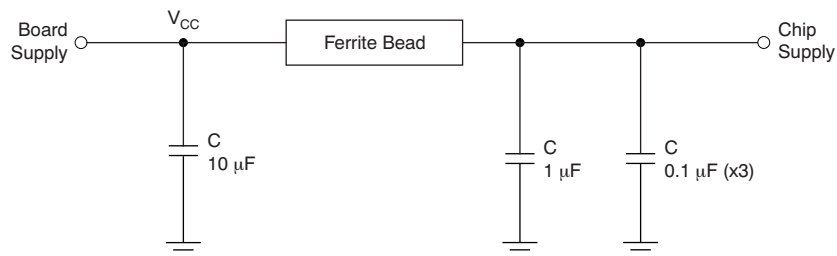 Board
Supply
V_CC
Ferrite Bead
Chip
Supply
C
10 μF
C
1 μF
C
0.1 μF (x3)